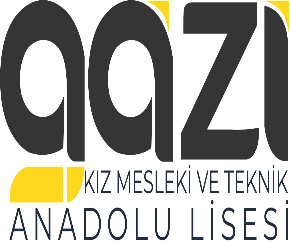 gazi
KIZ MESLEKİ VE TEKNİK
ANADOLU LİSESİ